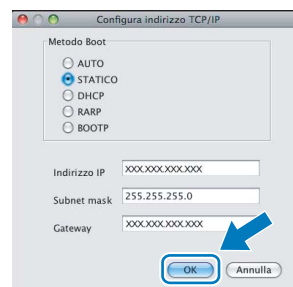 Configura indirizzo TCP/IP
Metodo Boot
AUTO
STATICO
DHCP
RARP
BOOTP
Indirizzo IP XXX.XXX.XXX.XXX
Subnet mask 255.255.255.0
Gateway XXX.XXX.XXX.XXX
OK Annulla